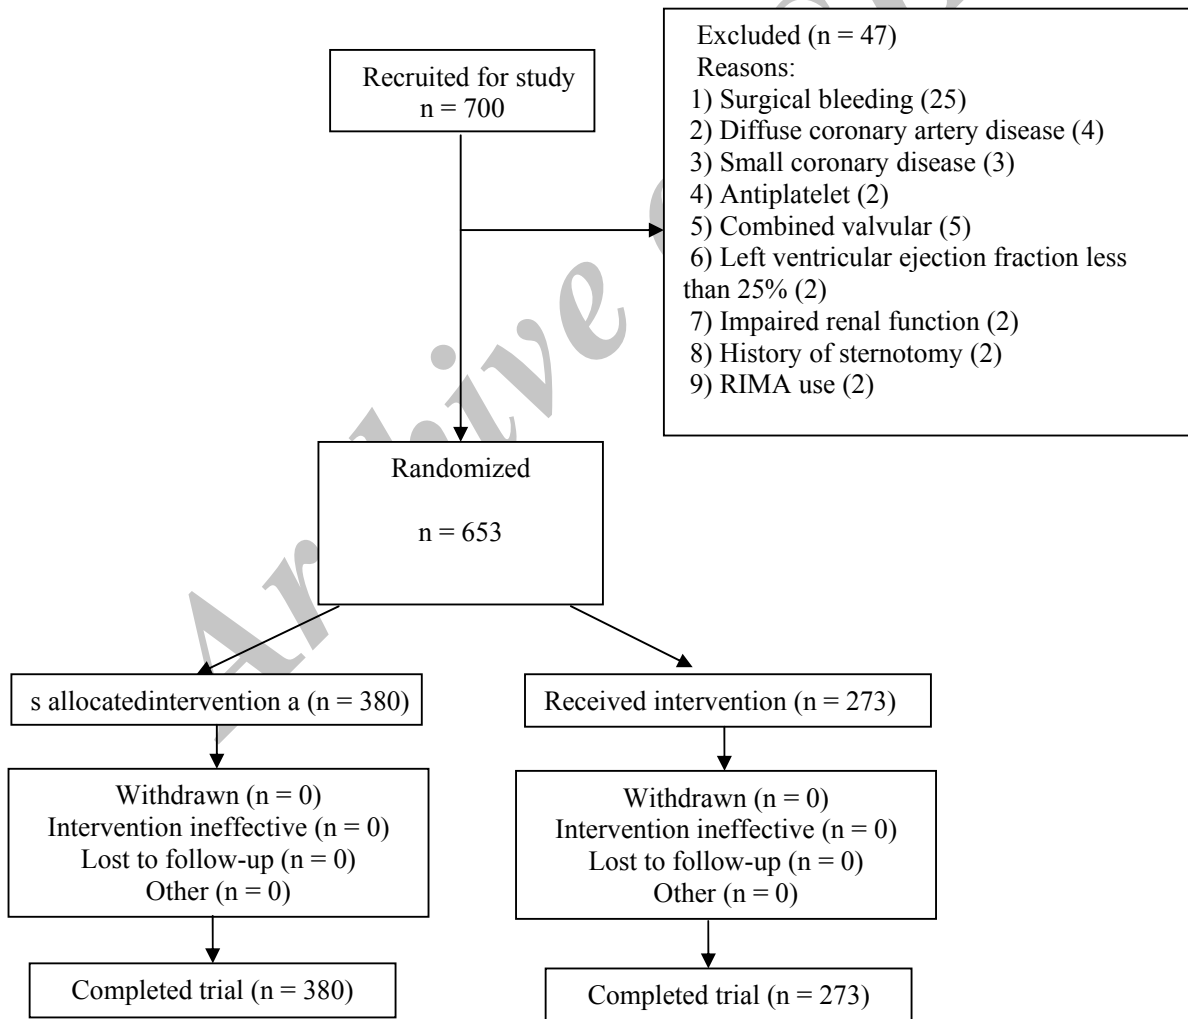 Recruited for study
n = 700
Excluded (n = 47)
Reasons:
1) Surgical bleeding (25)
2) Diffuse coronary artery disease (4)
3) Small coronary disease (3)
4) Antiplatelet (2)
5) Combined valvular (5)
6) Left ventricular ejection fraction less
than 25% (2)
7) Impaired renal function (2)
8) History of sternotomy (2)
9) RIMA use (2)
Randomized
n = 653
s allocatedintervention a (n = 380)
Received intervention (n = 273)
Withdrawn (n = 0)
Intervention ineffective (n = 0)
Lost to follow-up (n = 0)
Other (n = 0)
Withdrawn (n = 0)
Intervention ineffective (n = 0)
Lost to follow-up (n = 0)
Other (n = 0)
Completed trial (n = 380)
Completed trial (n = 273)
Archive